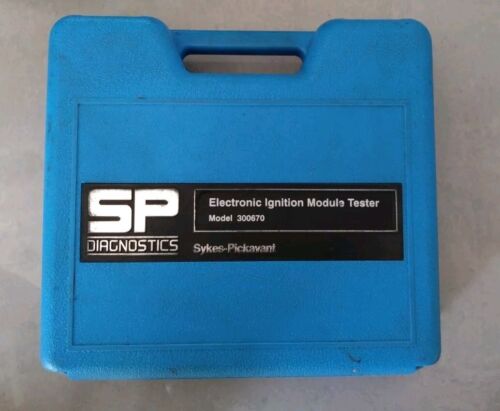 SP
DIAGNOSTICS
Electronic Ignition Module Tester
Model 300670
Sykes-Pickavant